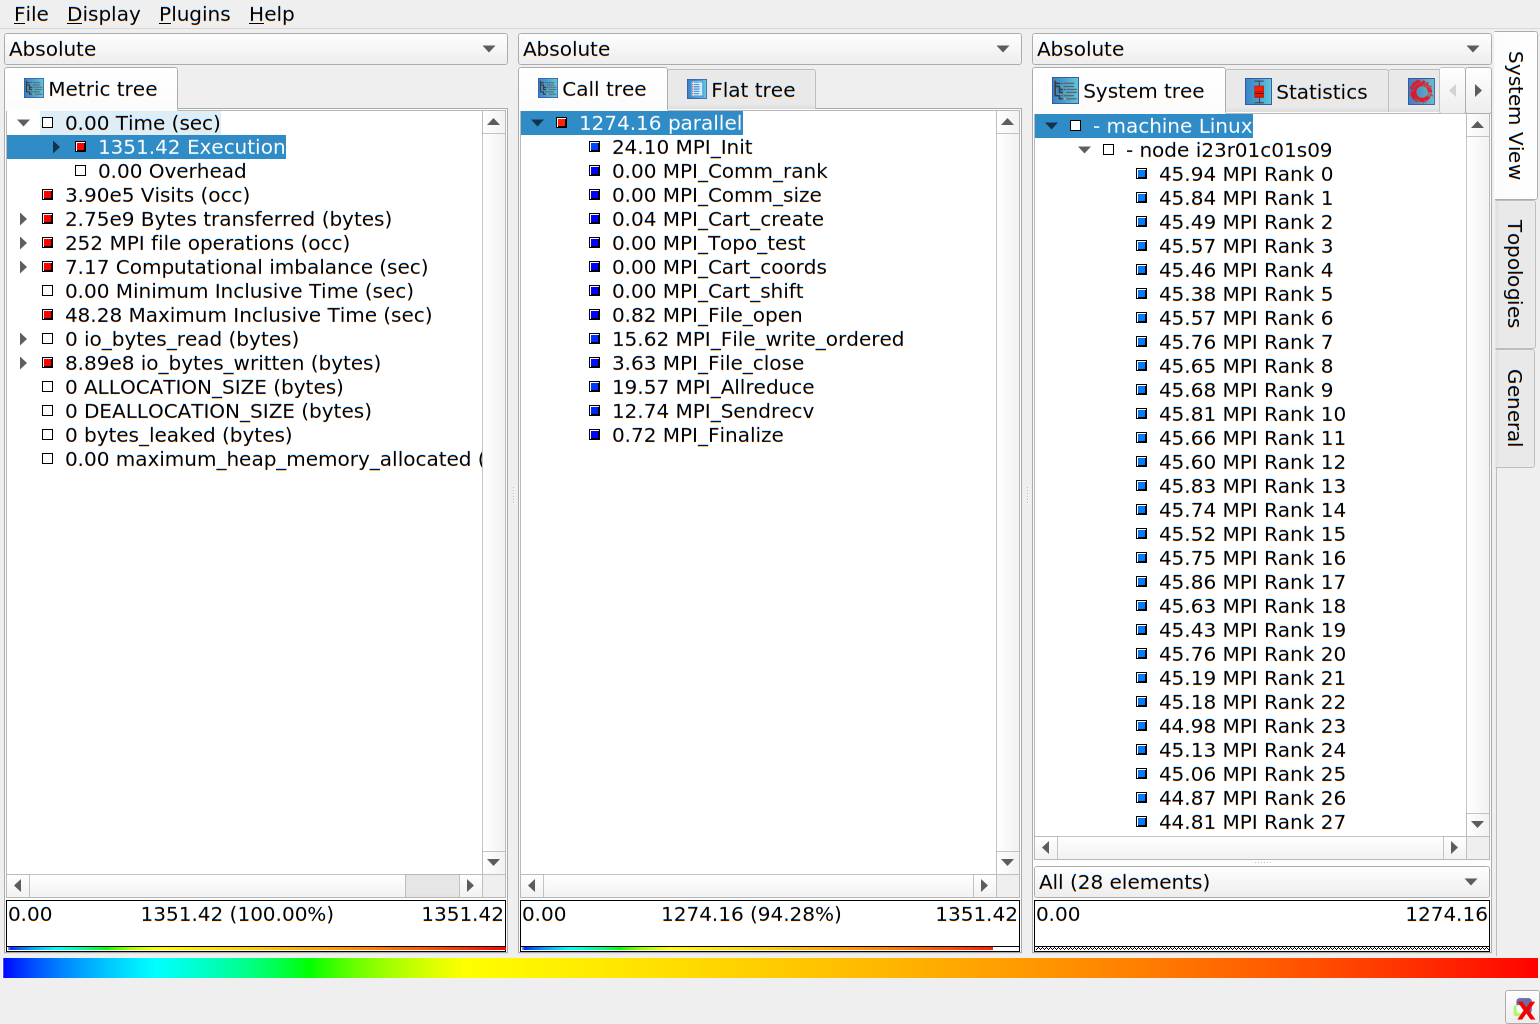 File Display Plugins Help
Absolute
Metric tree
0.00 Time (sec)
1351.42 Execution
0.00 Overhead
3.90e5 Visits (occ)
2.75e9 Bytes transferred (bytes)
252 MPI file operations (occ)
7.17 Computational imbalance (sec)
0.00 Minimum Inclusive Time (sec)
48.28 Maximum Inclusive Time (sec)
0 io_bytes_read (bytes)
8.89e8 io_bytes_written (bytes)
0 ALLOCATION_SIZE (bytes)
0 DEALLOCATION_SIZE (bytes)
0 bytes_leaked (bytes)
0.00 maximum_heap_memory_allocated (
0.00 1351.42 (100.00%) 1351.42
Absolute
Call tree Flat tree
1274.16 parallel
24.10 MPI_Init
0.00 MPI_Comm_rank
0.00 MPI_Comm_size
0.04 MPI_Cart_create
0.00 MPI_Topo_test
0.00 MPI_Cart_coords
0.00 MPI_Cart_shift
0.82 MPI_File_open
15.62 MPI_File_write_ordered
3.63 MPI_File_close
19.57 MPI_Allreduce
12.74 MPI_Sendrecv
0.72 MPI_Finalize
0.00 1274.16 (94.28%) 1351.42
Absolute
System tree Statistics
- machine Linux
- node i23r01c01s09
45.94 MPI Rank 0
45.84 MPI Rank 1
45.49 MPI Rank 2
45.57 MPI Rank 3
45.46 MPI Rank 4
45.38 MPI Rank 5
45.57 MPI Rank 6
45.76 MPI Rank 7
45.65 MPI Rank 8
45.68 MPI Rank 9
45.81 MPI Rank 10
45.66 MPI Rank 11
45.60 MPI Rank 12
45.83 MPI Rank 13
45.74 MPI Rank 14
45.52 MPI Rank 15
45.75 MPI Rank 16
45.86 MPI Rank 17
45.63 MPI Rank 18
45.43 MPI Rank 19
45.76 MPI Rank 20
45.19 MPI Rank 21
45.18 MPI Rank 22
44.98 MPI Rank 23
45.13 MPI Rank 24
45.06 MPI Rank 25
44.87 MPI Rank 26
44.81 MPI Rank 27
All (28 elements)
0.00 1274.16
System View
Topologies
General